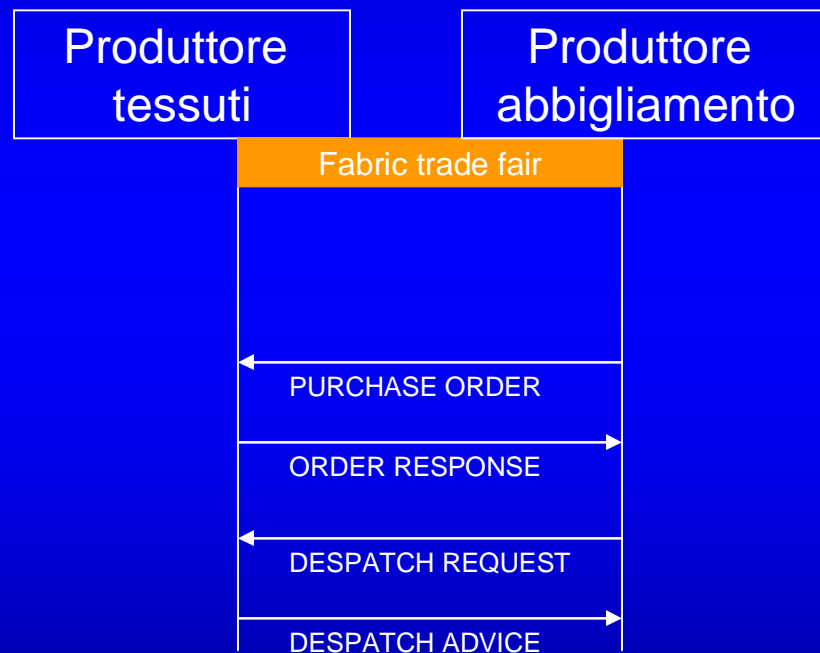 Produttore
tessuti
Produttore
abbigliamento
Fabric trade fair
PURCHASE ORDER
ORDER RESPONSE
DESPATCH REQUEST
DESPATCH ADVICE